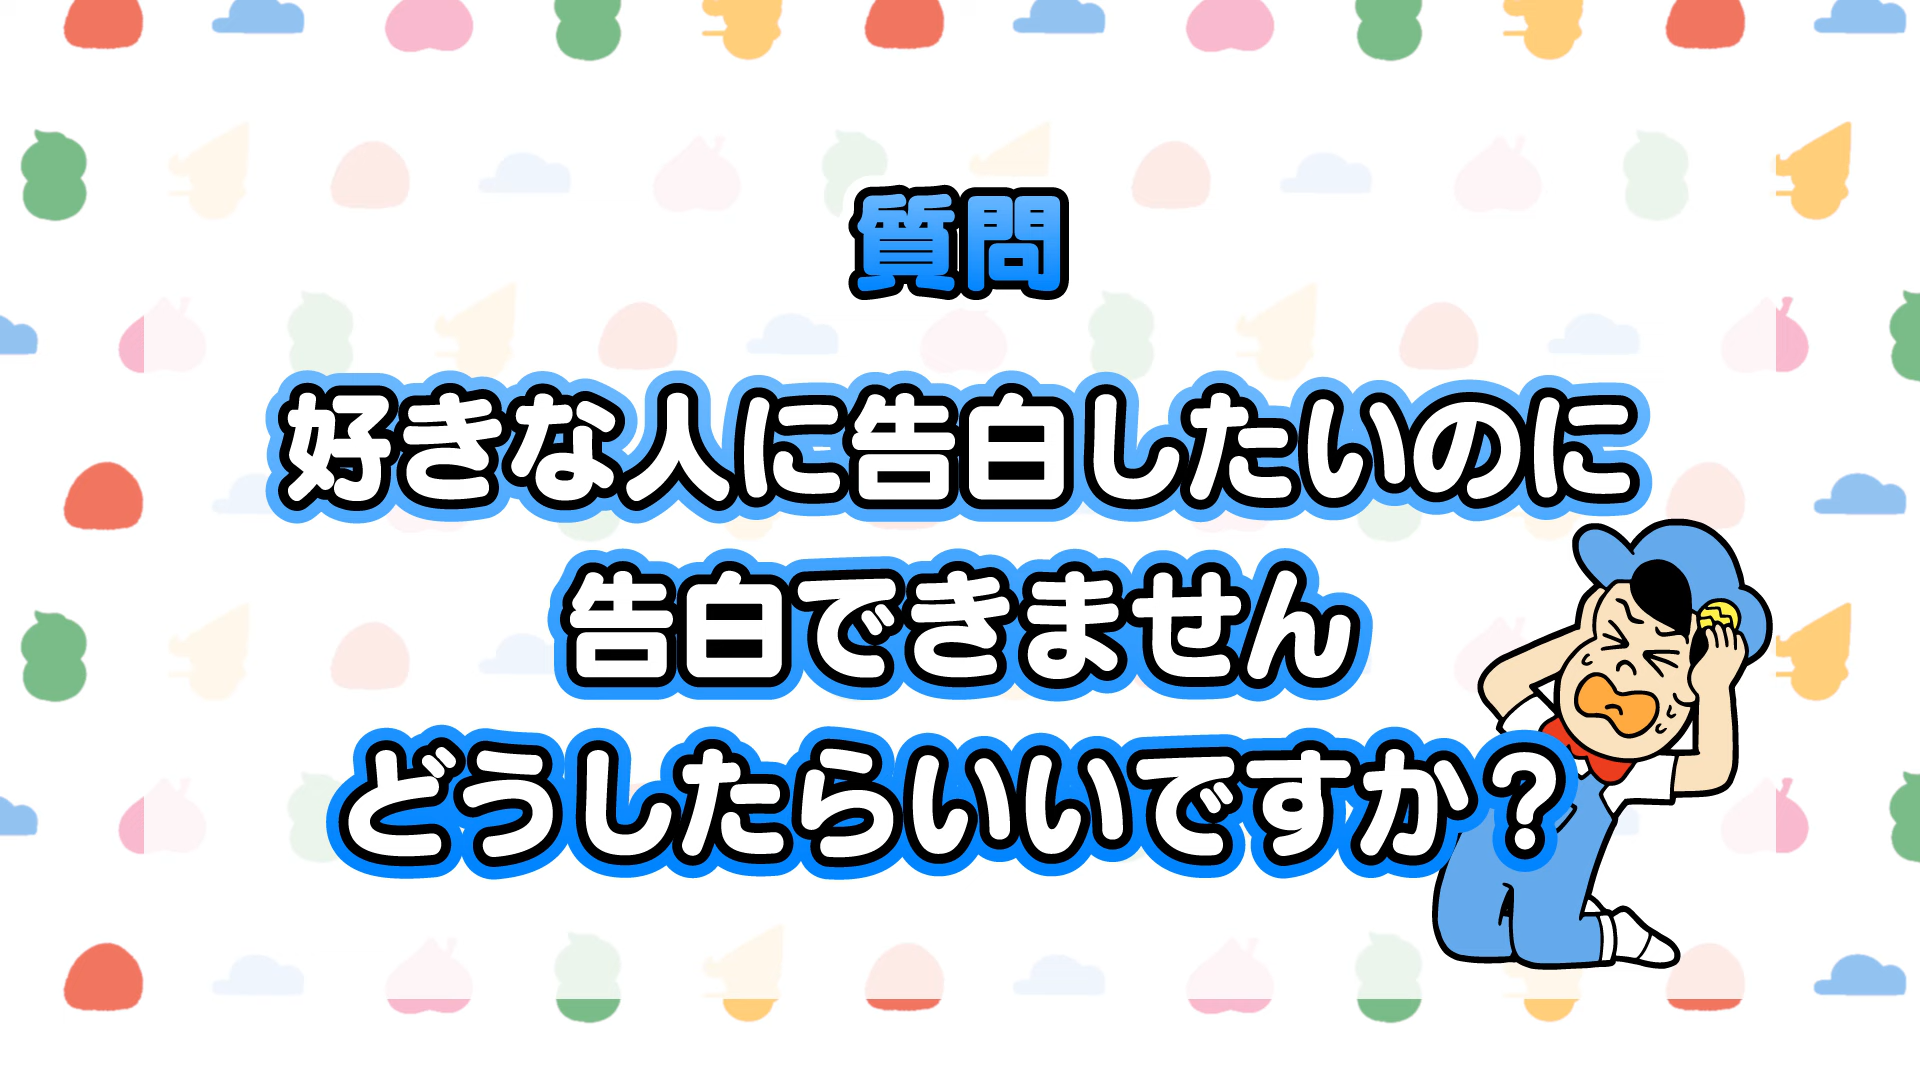 質問
好きな人に告白したいのに
告白できません
どうしたらいいですか？